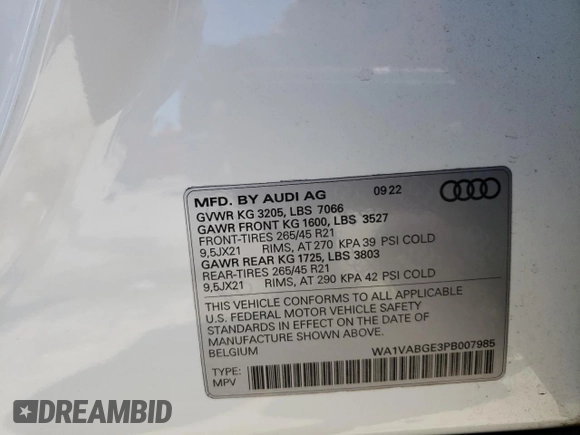 MFD. BY AUDI AG 09 22
GVWR KG 3205, LBS 7066
GAWR FRONT KG 1600, LBS 3527
FRONT-TIRES 265/45 R21
9,5JX21 RIMS, AT 270 KPA 39 PSI COLD
GAWR REAR KG 1725, LBS 3803
REAR-TIRES 265/45 R21
9,5JX21 RIMS, AT 290 KPA 42 PSI COLD
THIS VEHICLE CONFORMS TO ALL APPLICABLE
U.S. FEDERAL MOTOR VEHICLE SAFETY
STANDARDS IN EFFECT ON THE DATE OF
MANUFACTURE SHOWN ABOVE.
BELGIUM WA1VABGE3PB007985
TYPE:
MPV
DREAMBID